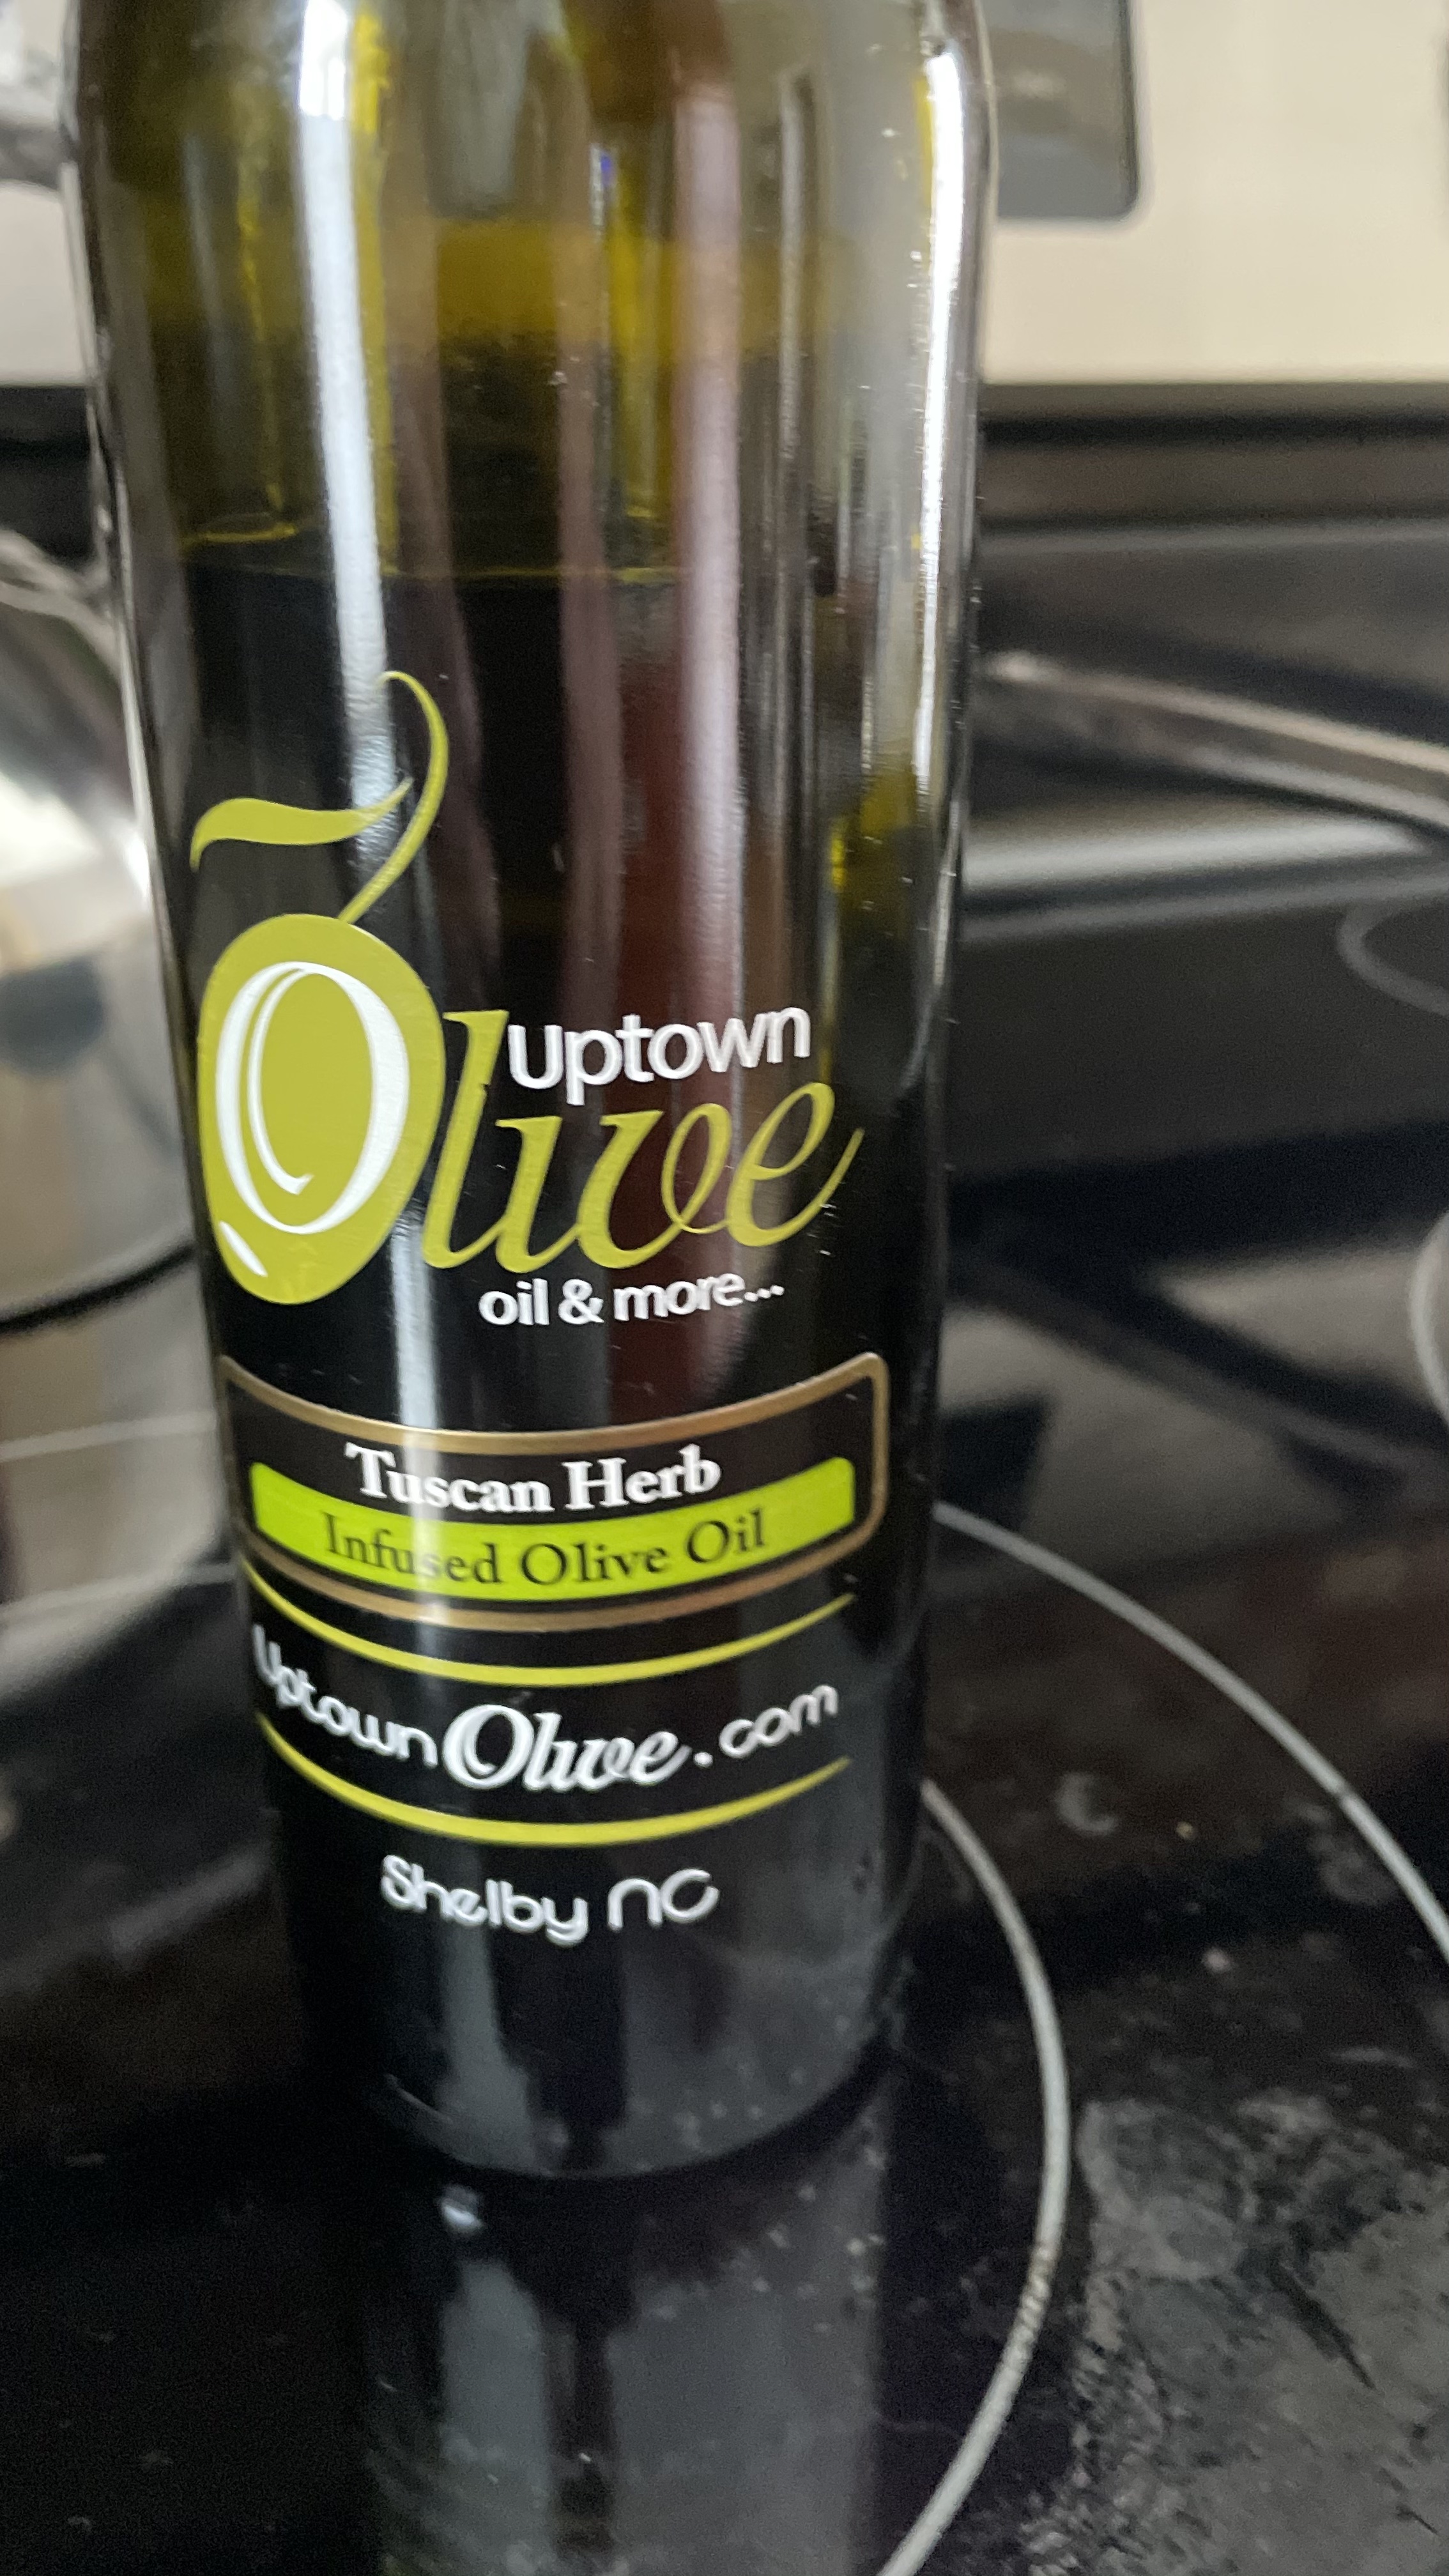 Uptown
Olive
oil & more...
Tuscan Herb
Infused Olive Oil
UptownOlive.com
Shelby NC